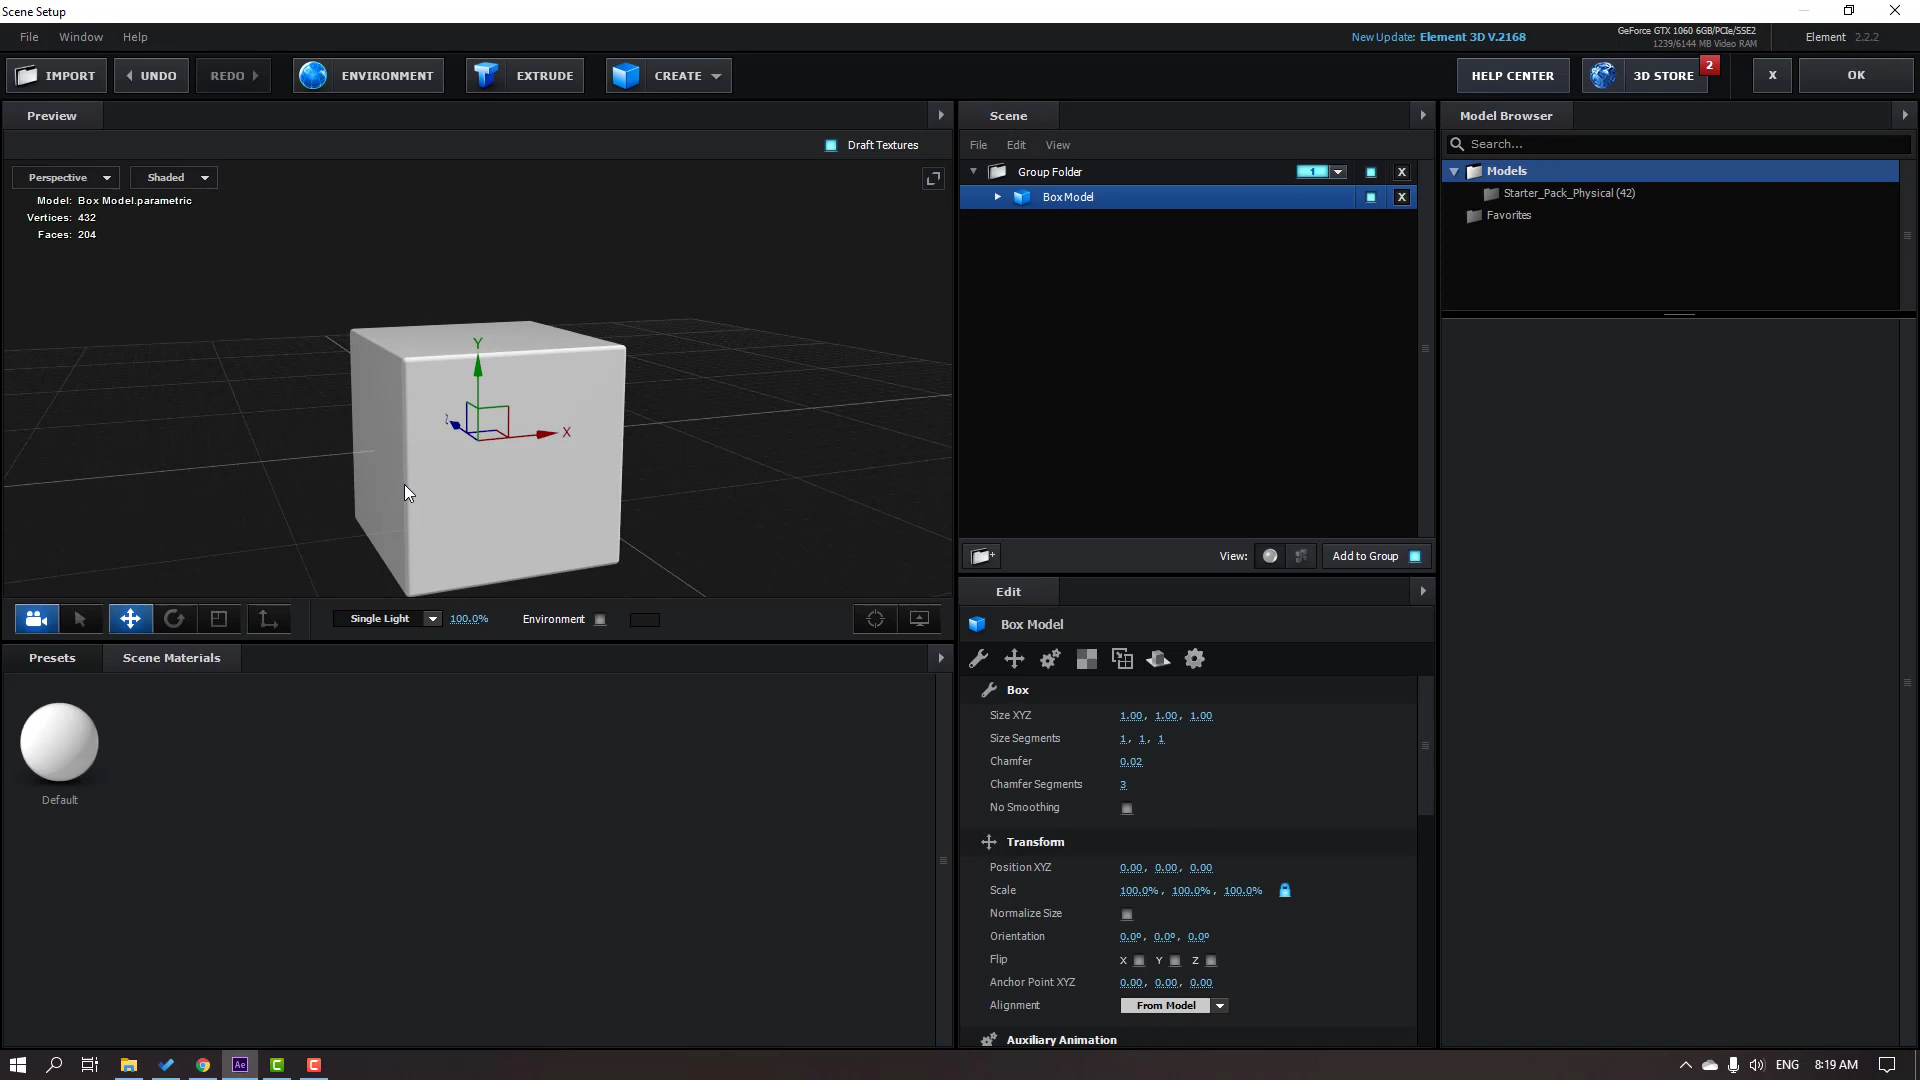 Scene Setup
File Window Help
New Update: Element 3D V.2168
GeForce GTX 1060 6GB/PCIe/SSE2
1239/6144 MB Video RAM
Element 2.2.2
IMPORT UNDO REDO ENVIRONMENT EXTRUDE CREATE HELP CENTER 3D STORE 2 X OK
Preview
Draft Textures
Perspective Shaded
Model: Box Model.parametric
Vertices: 432
Faces: 204
Y
Z
X
Single Light 100.0% Environment
Presets Scene Materials
Default
Scene
File Edit View
Group Folder 1 X
Box Model X
View: Add to Group
Edit
Box Model
Box
Size XYZ 1.00, 1.00, 1.00
Size Segments 1, 1, 1
Chamfer 0.02
Chamfer Segments 3
No Smoothing
Transform
Position XYZ 0.00, 0.00, 0.00
Scale 100.0%, 100.0%, 100.0%
Normalize Size
Orientation 0.0º, 0.0º, 0.0º
Flip X Y Z
Anchor Point XYZ 0.00, 0.00, 0.00
Alignment From Model
Auxiliary Animation
Model Browser
Search...
Models
Starter_Pack_Physical (42)
Favorites
Ae C C ENG 8:19 AM